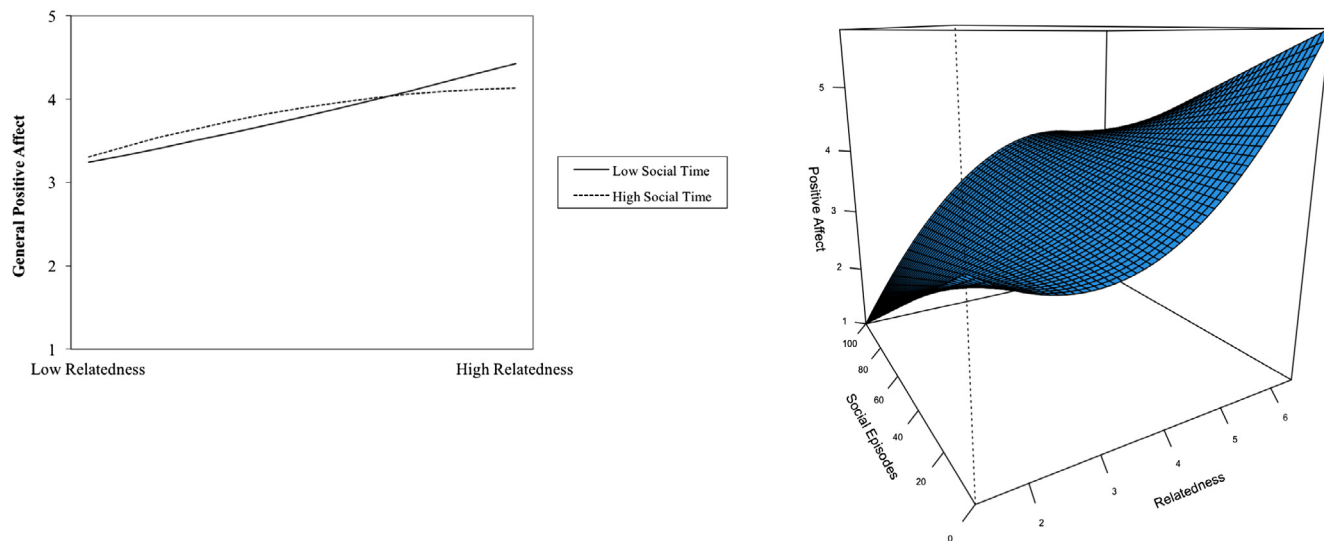 5
4
3
2
1
General Positive Affect
Low Relatedness
High Relatedness
Low Social Time
High Social Time
5
4
3
2
1
Positive Affect
100
80
60
40
20
0
Social Episodes
2
3
4
5
6
Relatedness